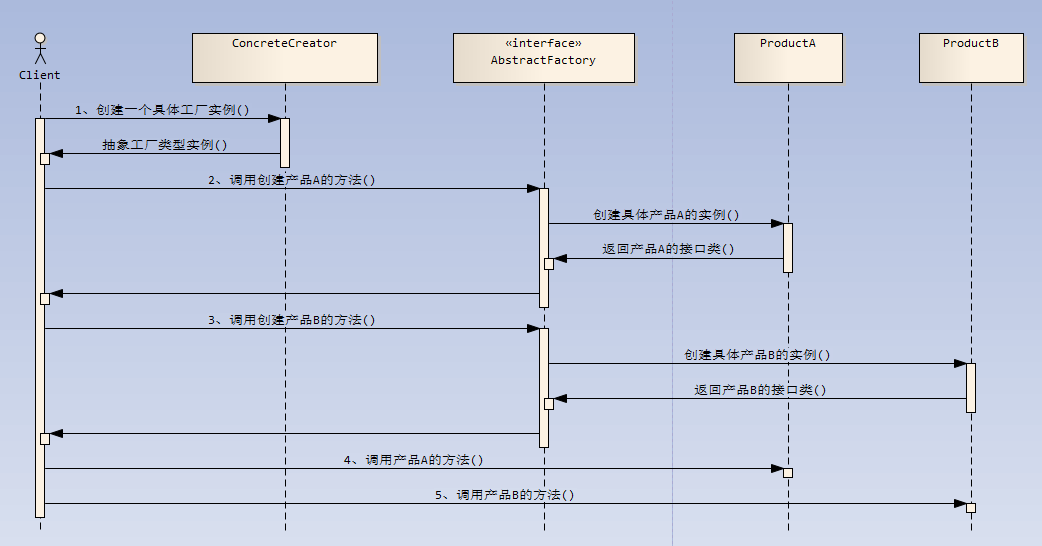 Client
ConcreteCreator
«interface»
AbstractFactory
ProductA
ProductB
1、创建一个具体工厂实例()
抽象工厂类型实例()
2、调用创建产品A的方法()
创建具体产品A的实例()
返回产品A的接口类()
3、调用创建产品B的方法()
创建具体产品B的实例()
返回产品B的接口类()
4、调用产品A的方法()
5、调用产品B的方法()